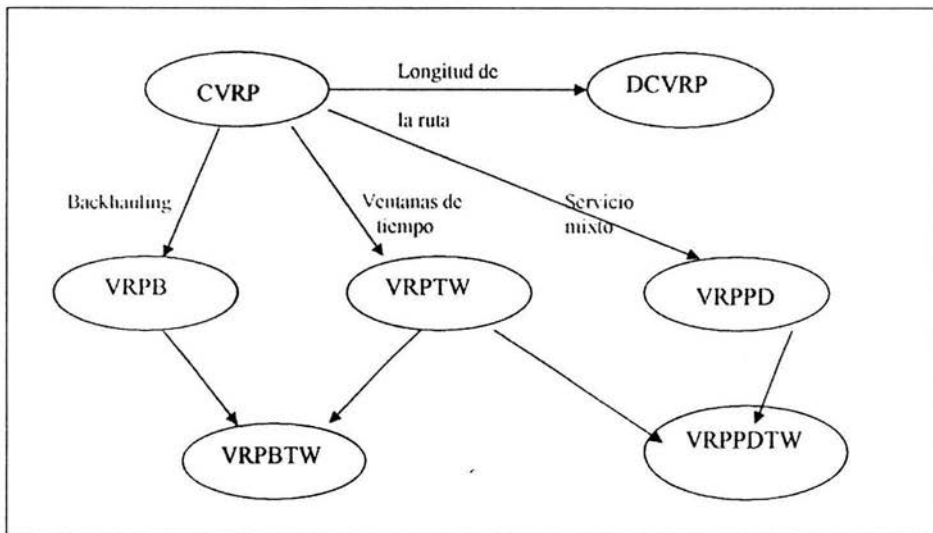 CVRP
Longitud de
la ruta
DCVRP
Backhauling
Ventanas de
tiempo
Servicio
mixto
VRPB
VRPTW
VRPPD
VRPBTW
VRPPDTW